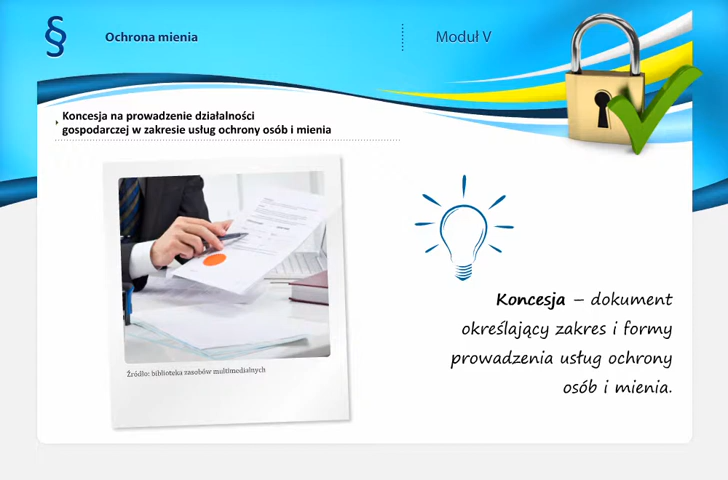 §
Ochrona mienia
Moduł V
Koncesja na prowadzenie działalności
gospodarczej w zakresie usług ochrony osób i mienia
Źródło: biblioteka zasobów multimedialnych
Koncesja – dokument
określający zakres i formy
prowadzenia usług ochrony
osób i mienia.